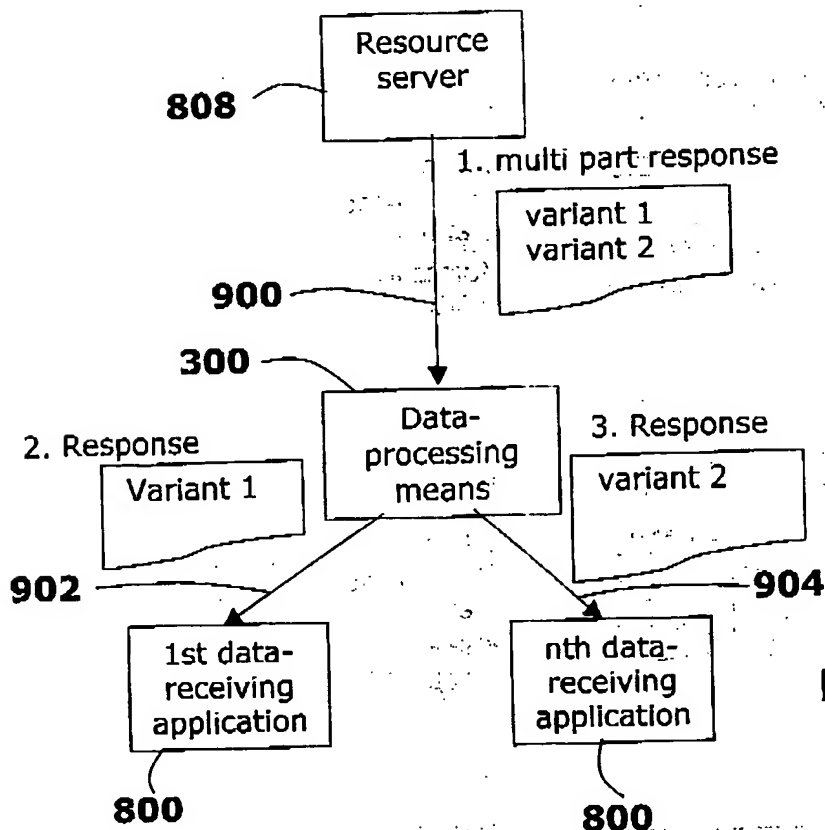 Resource
server
808
1. multi part response
variant 1
variant 2
900
300
Data-
processing
means
2. Response
Variant 1
3. Response
variant 2
902
904
1st data-
receiving
application
nth data-
receiving
application
800
800